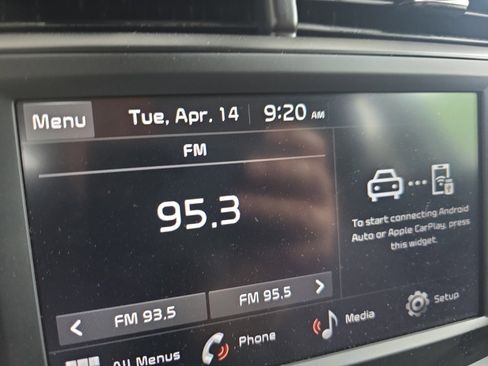 Menu
Tue, Apr. 14
9:20 AM
FM
95.3
To start connecting Android
Auto or Apple CarPlay, press
this widget.
< FM 93.5
FM 95.5 >
All Menus
Phone
Media
Setup